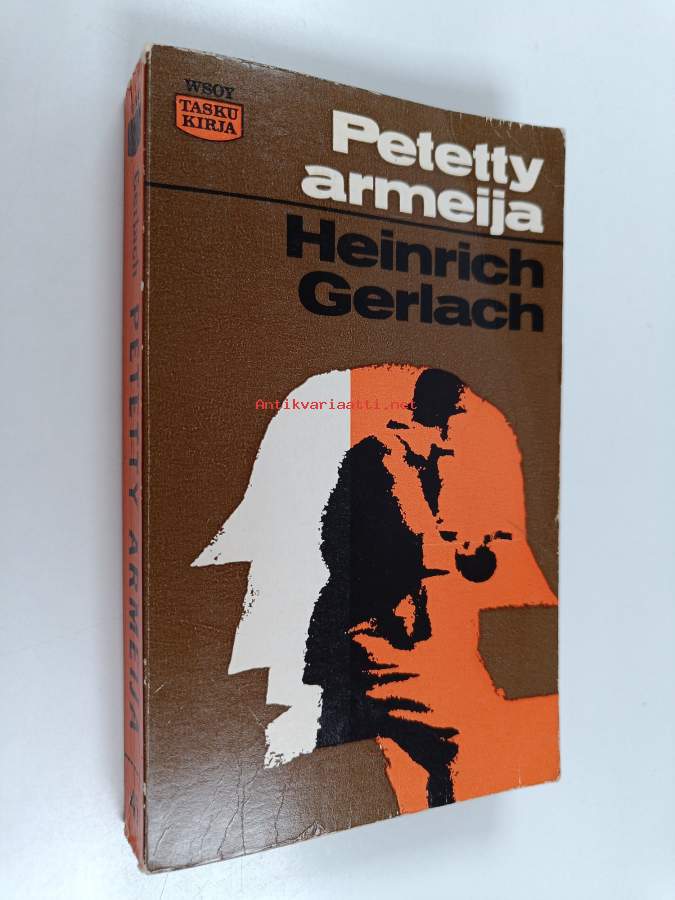 WSOY
TASKU
KIRJA
Petetty
armeija
Heinrich
Gerlach
Antikvariaatti.net
Gerlach PETETTY ARMEIJA